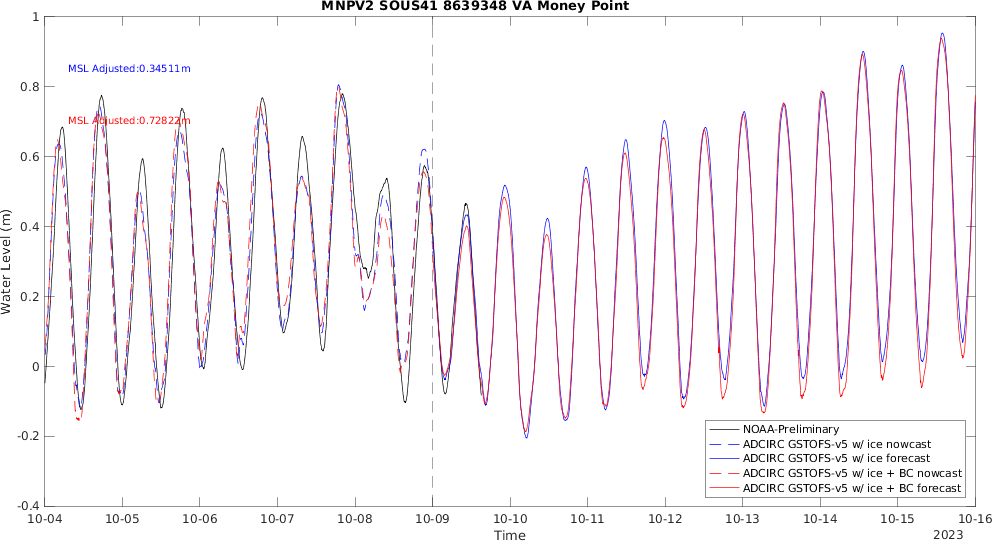 MNPV2 SOUS41 8639348 VA Money Point
1
0.8
0.6
0.4
0.2
0
-0.2
-0.4
Water Level (m)
MSL Adjusted:0.34511m
MSL Adjusted:0.72822m
NOAA-Preliminary
ADCIRC GSTOFS-v5 w/ ice nowcast
ADCIRC GSTOFS-v5 w/ ice forecast
ADCIRC GSTOFS-v5 w/ ice + BC nowcast
ADCIRC GSTOFS-v5 w/ ice + BC forecast
10-04 10-05 10-06 10-07 10-08 10-09 10-10 10-11 10-12 10-13 10-14 10-15 10-16
Time
2023